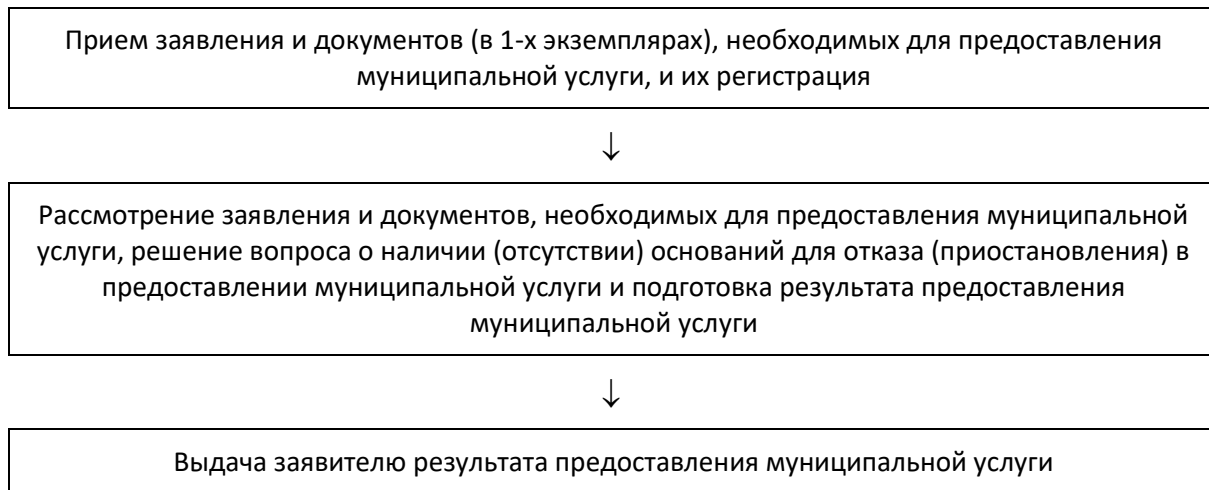 Прием заявления и документов (в 1-х экземплярах), необходимых для предоставления
муниципальной услуги, и их регистрация
↓
Рассмотрение заявления и документов, необходимых для предоставления муниципальной
услуги, решение вопроса о наличии (отсутствии) оснований для отказа (приостановления) в
предоставлении муниципальной услуги и подготовка результата предоставления
муниципальной услуги
↓
Выдача заявителю результата предоставления муниципальной услуги